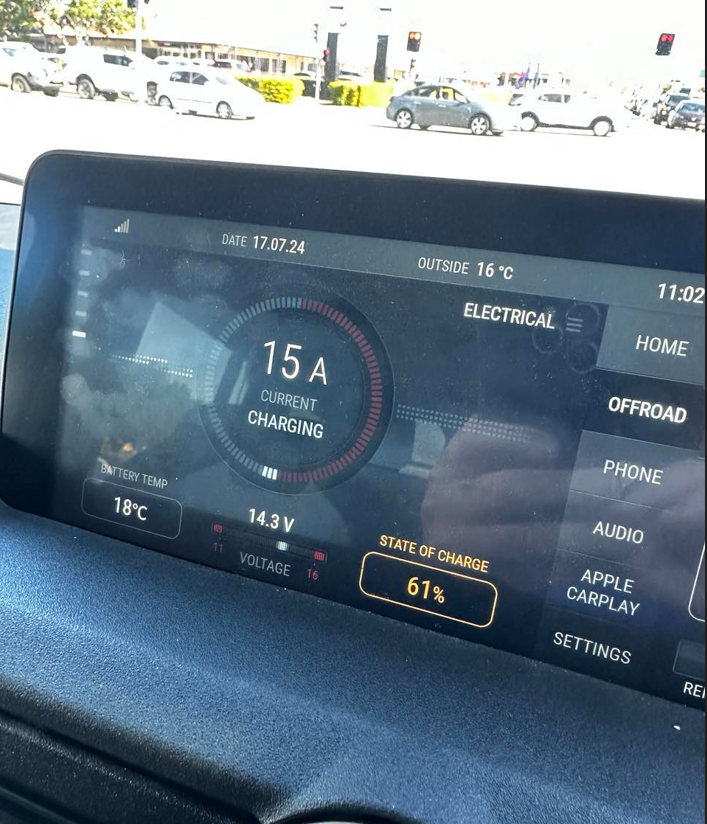 DATE 17.07.24
OUTSIDE 16 °C
11:02
ELECTRICAL
15 A
CURRENT
CHARGING
BATTERY TEMP
18°C
14.3 V
11
VOLTAGE
16
STATE OF CHARGE
61%
HOME
OFFROAD
PHONE
AUDIO
APPLE
CARPLAY
SETTINGS